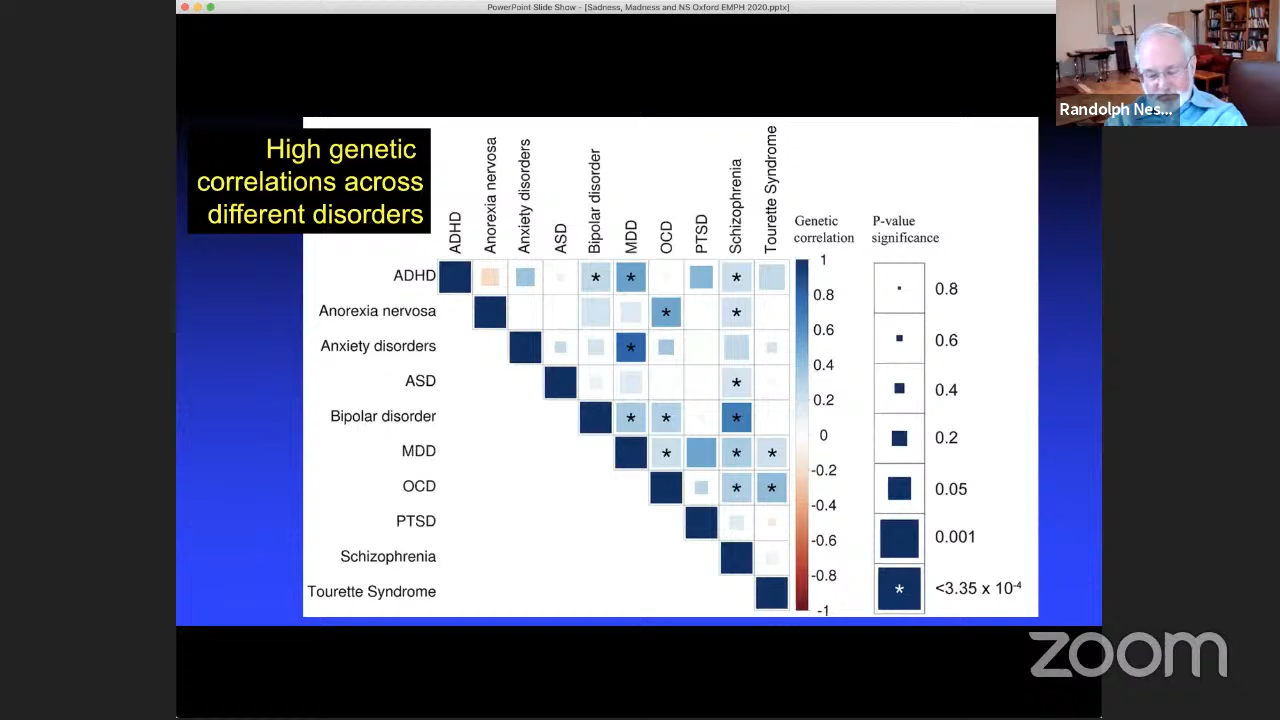 PowerPoint Slide Show - [Sadness, Madness and NS Oxford EMPH 2020.pptx]
Randolph Nes...
High genetic
correlations across
different disorders
ADHD
Anorexia nervosa
Anxiety disorders
ASD
Bipolar disorder
MDD
OCD
PTSD
Schizophrenia
Tourette Syndrome
Genetic
correlation
P-value
significance
ADHD * * *
Anorexia nervosa * *
Anxiety disorders *
ASD *
Bipolar disorder * * *
MDD * * *
OCD * *
PTSD
Schizophrenia
Tourette Syndrome
1
0.8
0.6
0.4
0.2
0
-0.2
-0.4
-0.6
-0.8
-1
0.8
0.6
0.4
0.2
0.05
0.001
* <3.35 x 10⁻⁴
zoom